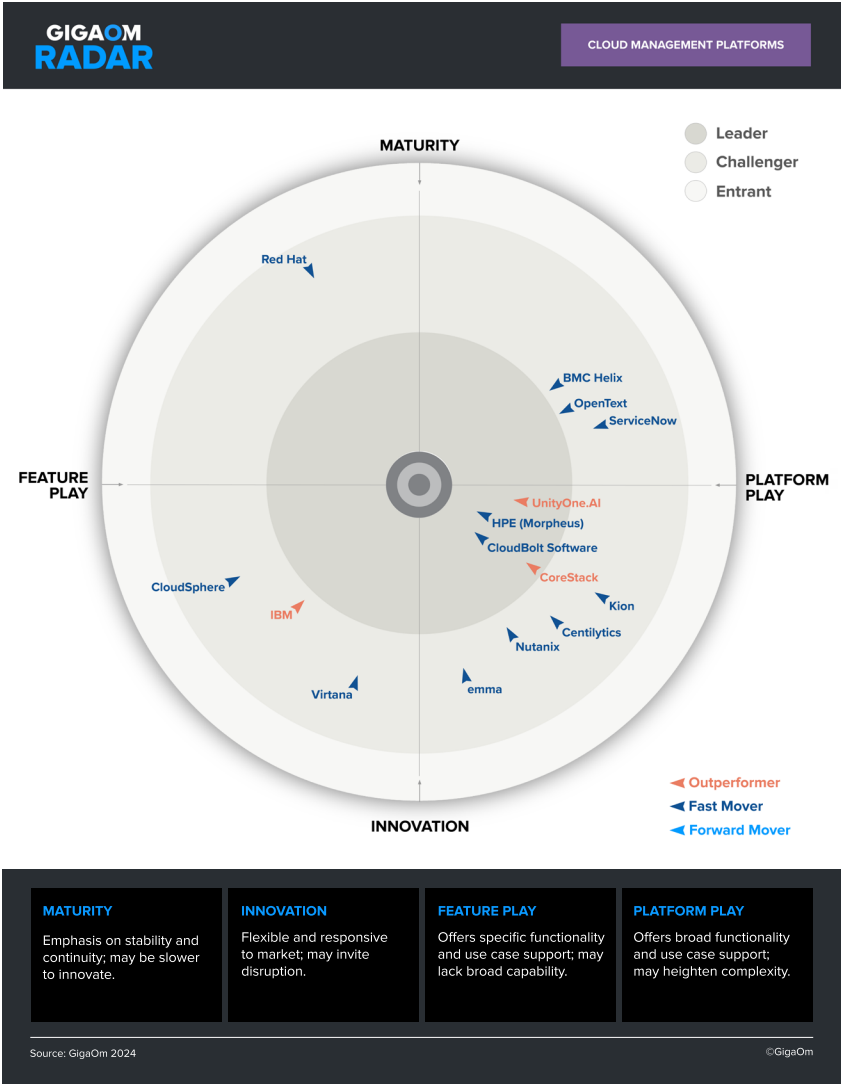 GIGAOM
RADAR
CLOUD MANAGEMENT PLATFORMS
Leader
Challenger
Entrant
MATURITY
Red Hat
BMC Helix
OpenText
ServiceNow
FEATURE
PLAY
PLATFORM
PLAY
UnityOne.AI
HPE (Morpheus)
CloudBolt Software
CoreStack
CloudSphere
IBM
Kion
Centilytics
Nutanix
Virtana
emma
INNOVATION
Outperformer
Fast Mover
Forward Mover
MATURITY
Emphasis on stability and
continuity; may be slower
to innovate.
INNOVATION
Flexible and responsive
to market; may invite
disruption.
FEATURE PLAY
Offers specific functionality
and use case support; may
lack broad capability.
PLATFORM PLAY
Offers broad functionality
and use case support;
may heighten complexity.
Source: GigaOm 2024
©GigaOm